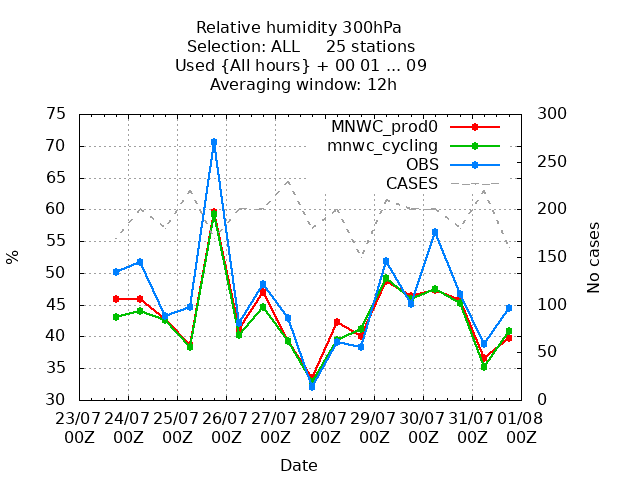 Relative humidity 300hPa
Selection: ALL 25 stations
Used {All hours} + 00 01 ... 09
Averaging window: 12h
75 300
70 250
65
60 200
55
50 150
45 100
40
35 50
30 0
MNWC_prod0
mnwc_cycling
OBS
CASES
%
No cases
23/07 24/07 25/07 26/07 27/07 28/07 29/07 30/07 31/07 01/08
00Z 00Z 00Z 00Z 00Z 00Z 00Z 00Z 00Z 00Z
Date